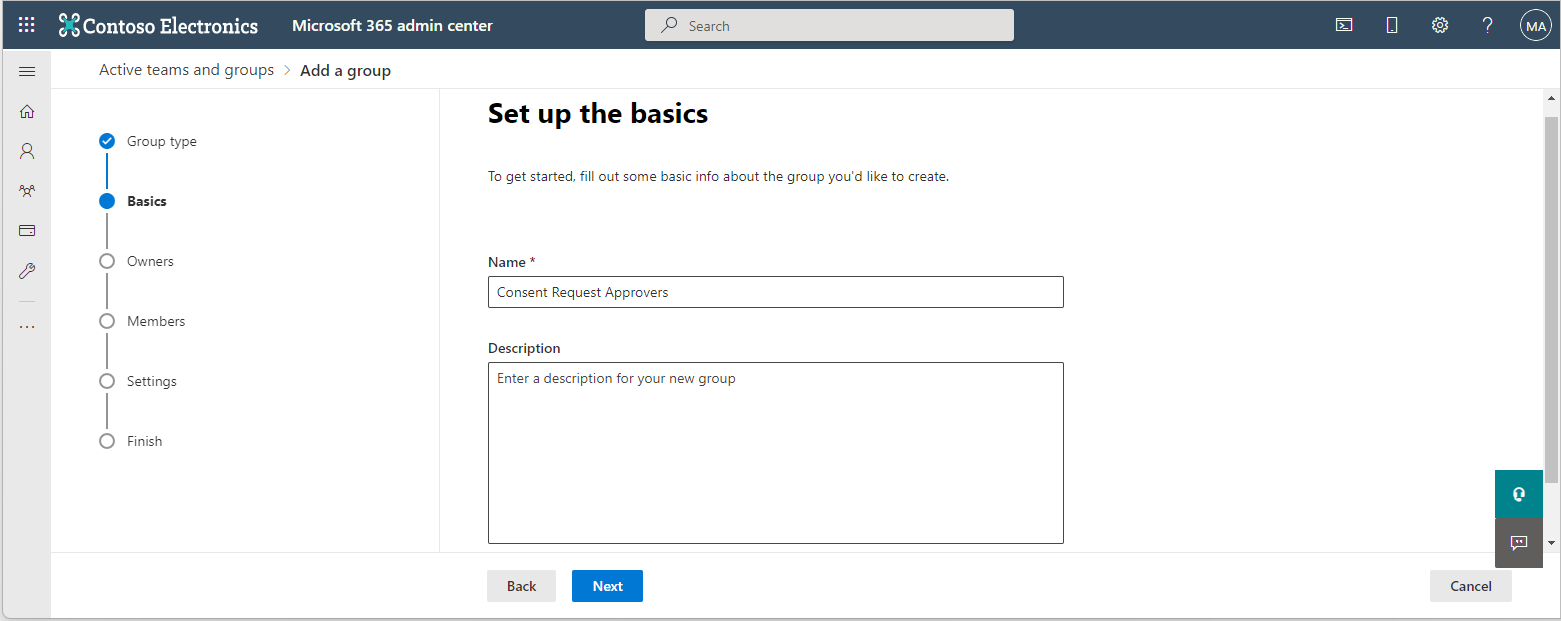 Contoso Electronics
Microsoft 365 admin center
Search
MA
Active teams and groups > Add a group
Group type
Basics
Owners
Members
Settings
Finish
Set up the basics
To get started, fill out some basic info about the group you'd like to create.
Name *
Consent Request Approvers
Description
Enter a description for your new group
Back
Next
Cancel